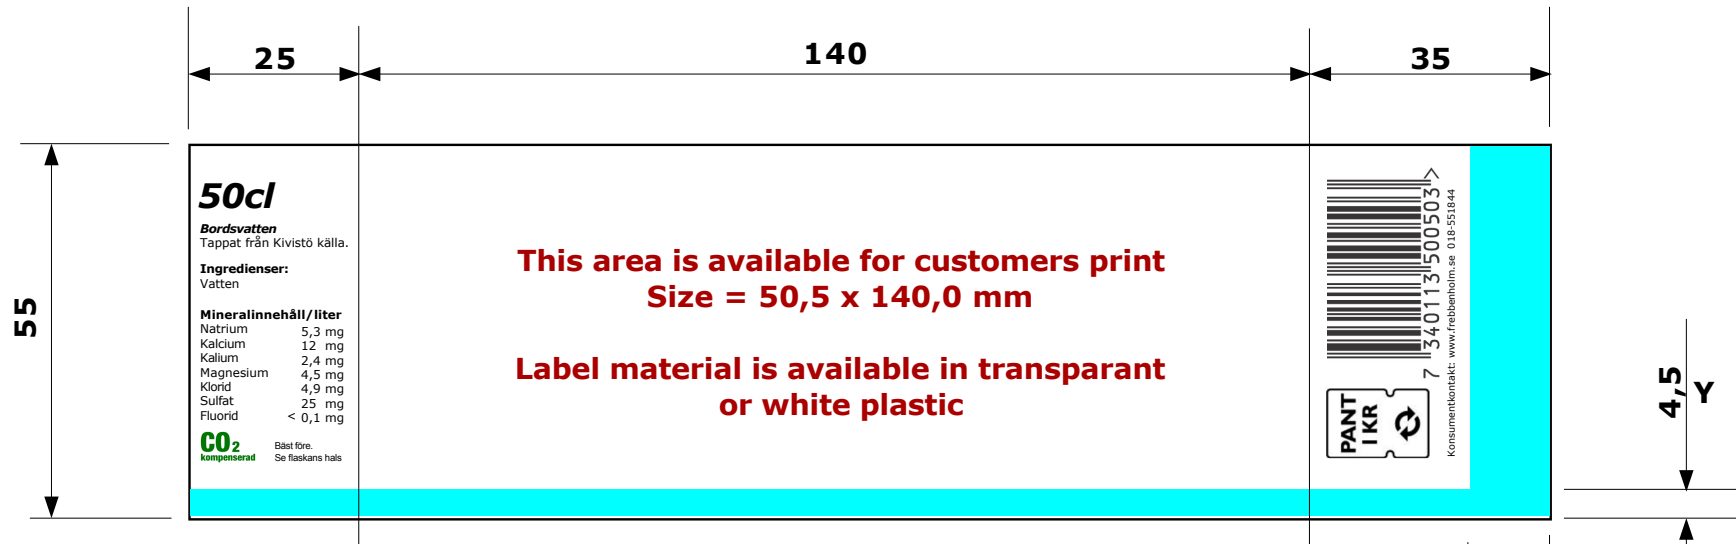 25
140
35
55
50cl
Bordsvatten
Tappat från Kivistö källa.
Ingredienser:
Vatten
Mineralinnehåll/liter
Natrium 5,3 mg
Kalcium 12 mg
Kalium 2,4 mg
Magnesium 4,5 mg
Klorid 4,9 mg
Sulfat 25 mg
Fluorid < 0,1 mg
CO2
kompenserad
Bäst före.
Se flaskans hals
This area is available for customers print
Size = 50,5 x 140,0 mm
Label material is available in transparant
or white plastic
7 340113 500503 >
PANT
1 KR
Konsumentkontakt: www.frebbenholm.se 018-551844
4,5
Y